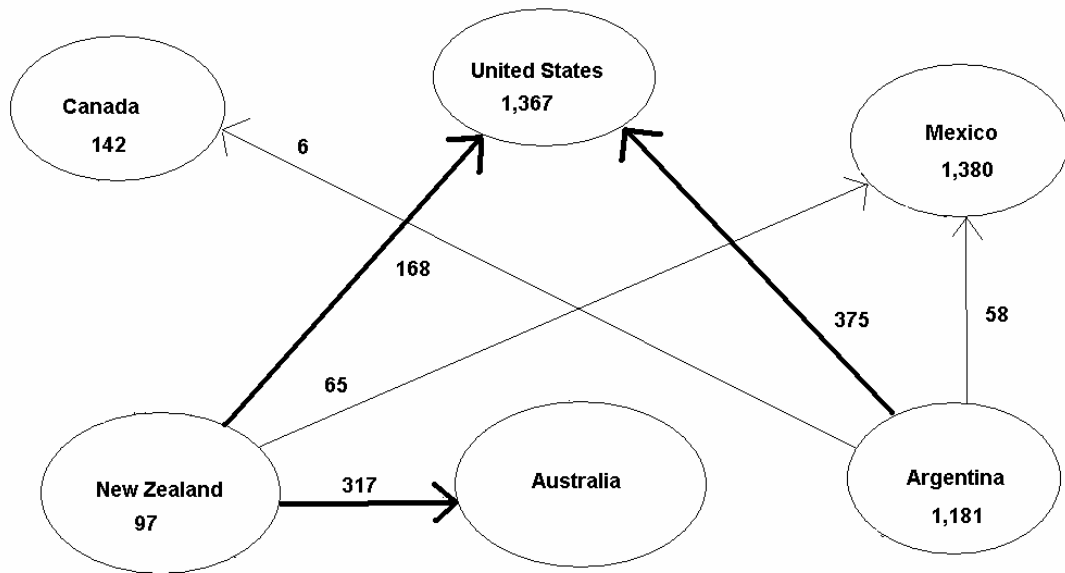 United States
1,367
Canada
142
6
Mexico
1,380
168
375
58
65
New Zealand
97
317
Australia
Argentina
1,181